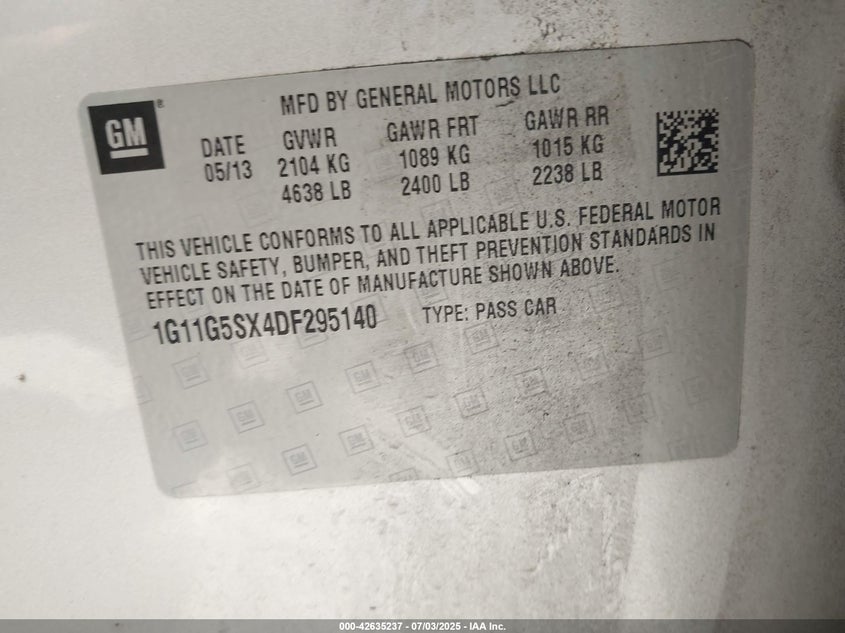 GM ®
MFD BY GENERAL MOTORS LLC
DATE GVWR GAWR FRT GAWR RR
05/13 2104 KG 1089 KG 1015 KG
4638 LB 2400 LB 2238 LB
THIS VEHICLE CONFORMS TO ALL APPLICABLE U.S. FEDERAL MOTOR
VEHICLE SAFETY, BUMPER, AND THEFT PREVENTION STANDARDS IN
EFFECT ON THE DATE OF MANUFACTURE SHOWN ABOVE.
1G11G5SX4DF295140 TYPE: PASS CAR
000-42635237 - 07/03/2025 - IAA Inc.